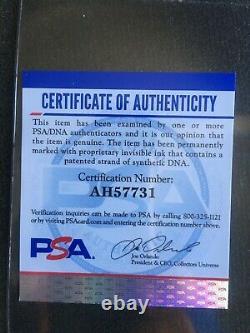 CERTIFICATE OF AUTHENTICITY
This item has been examined by one or more
PSA/DNA authenticators and it is our opinion that
the item is genuine. The item has been permanently
marked with proprietary invisible ink that contains a
patented strand of synthetic DNA.
Certification Number:
AH57731
Verification inquiries can be made to PSA by calling 800-325-1121
or by visiting PSAcard.com and entering your cert number above.
PSA
Joe Orlando
President & CEO, Collectors Universe